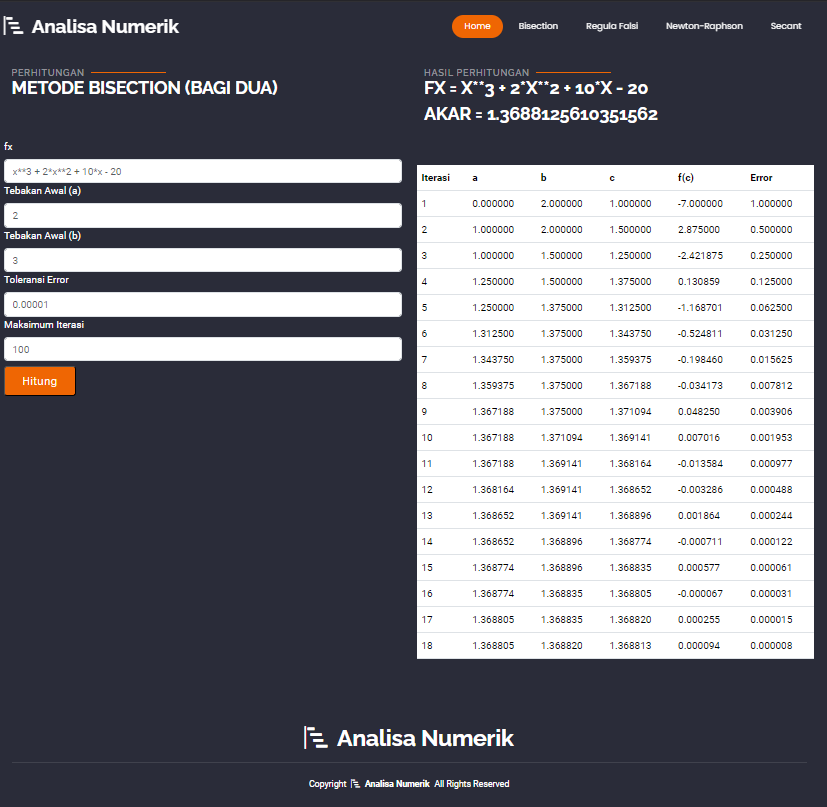 Analisa Numerik
Home Bisection Regula Falsi Newton-Raphson Secant
PERHITUNGAN
METODE BISECTION (BAGI DUA)
fx
x**3 + 2*x**2 + 10*x - 20
Tebakan Awal (a)
2
Tebakan Awal (b)
3
Toleransi Error
0.00001
Maksimum Iterasi
100
Hitung
HASIL PERHITUNGAN
FX = X**3 + 2*X**2 + 10*X - 20
AKAR = 1.3688125610351562
Iterasi a b c f(c) Error
1 0.000000 2.000000 1.000000 -7.000000 1.000000
2 1.000000 2.000000 1.500000 2.875000 0.500000
3 1.000000 1.500000 1.250000 -2.421875 0.250000
4 1.250000 1.500000 1.375000 0.130859 0.125000
5 1.250000 1.375000 1.312500 -1.168701 0.062500
6 1.312500 1.375000 1.343750 -0.524811 0.031250
7 1.343750 1.375000 1.359375 -0.198460 0.015625
8 1.359375 1.375000 1.367188 -0.034173 0.007812
9 1.367188 1.375000 1.371094 0.048250 0.003906
10 1.367188 1.371094 1.369141 0.007016 0.001953
11 1.367188 1.369141 1.368164 -0.013584 0.000977
12 1.368164 1.369141 1.368652 -0.003286 0.000488
13 1.368652 1.369141 1.368896 0.001864 0.000244
14 1.368652 1.368896 1.368774 -0.000711 0.000122
15 1.368774 1.368896 1.368835 0.000577 0.000061
16 1.368774 1.368835 1.368805 -0.000067 0.000031
17 1.368805 1.368835 1.368820 0.000255 0.000015
18 1.368805 1.368820 1.368813 0.000094 0.000008
Analisa Numerik
Copyright Analisa Numerik All Rights Reserved